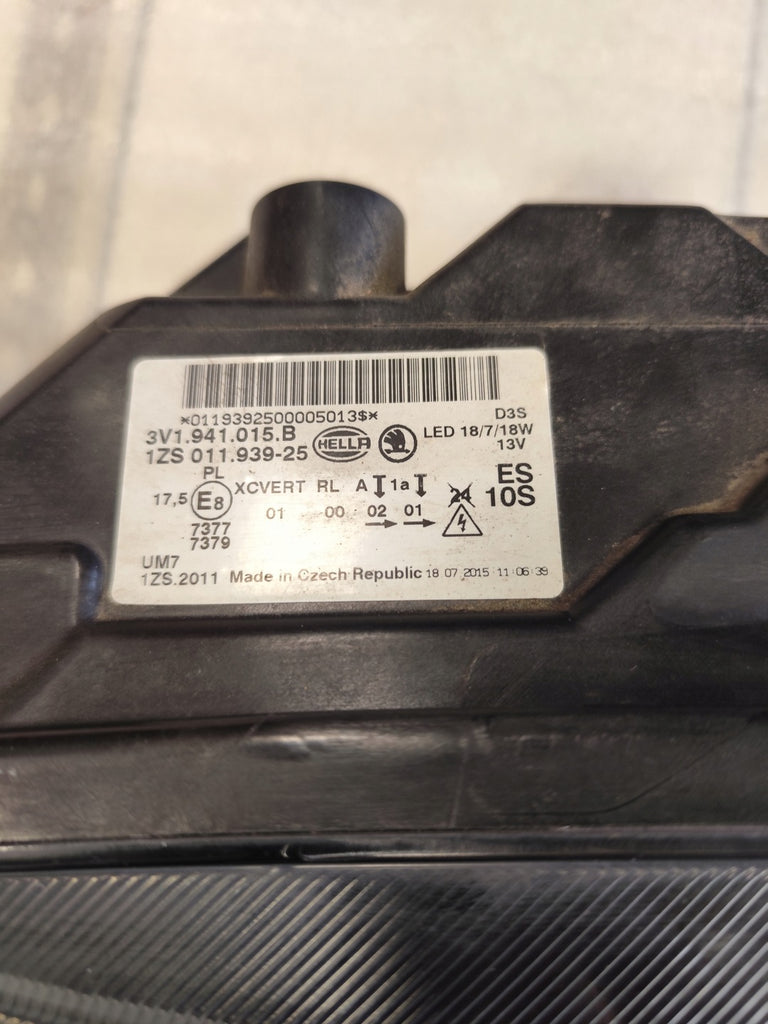 *0119392500005013$*
3V1.941.015.B HELLA D3S
LED 18/7/18W
1ZS 011.939-25 13V
PL ES
17,5 E8 XCVERT RL A 1a 24 10S
01 00 02 01
7377
7379
UM7
1ZS.2011 Made in Czech Republic 18 07 2015 11:06:39